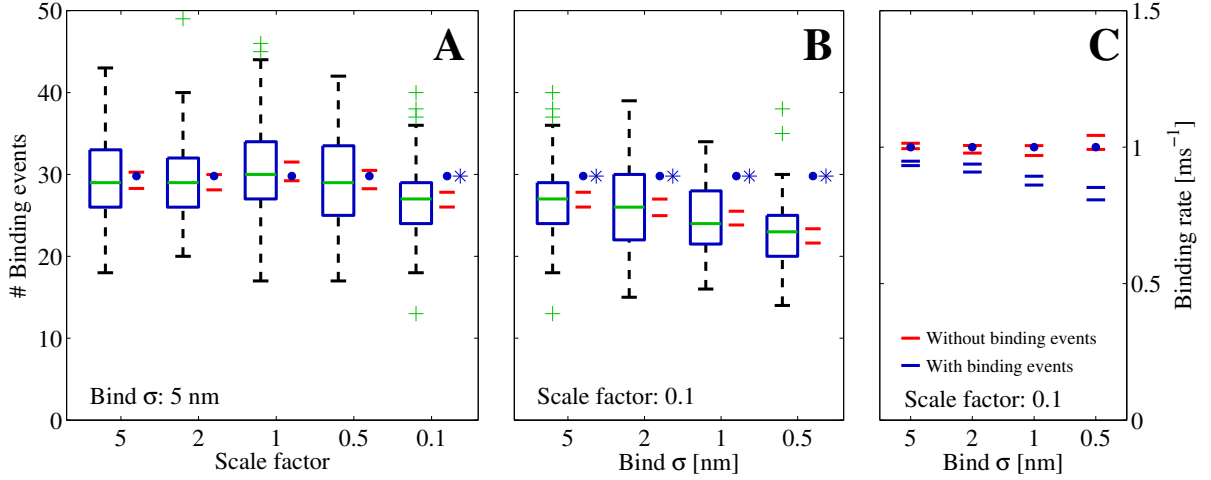 50
40
30
20
10
0
# Binding events
A
Bind σ: 5 nm
5 2 1 0.5 0.1
Scale factor
B
Scale factor: 0.1
5 2 1 0.5
Bind σ [nm]
C
1.5
1
0.5
0
Binding rate [ms⁻¹]
Without binding events
With binding events
Scale factor: 0.1
5 2 1 0.5
Bind σ [nm]